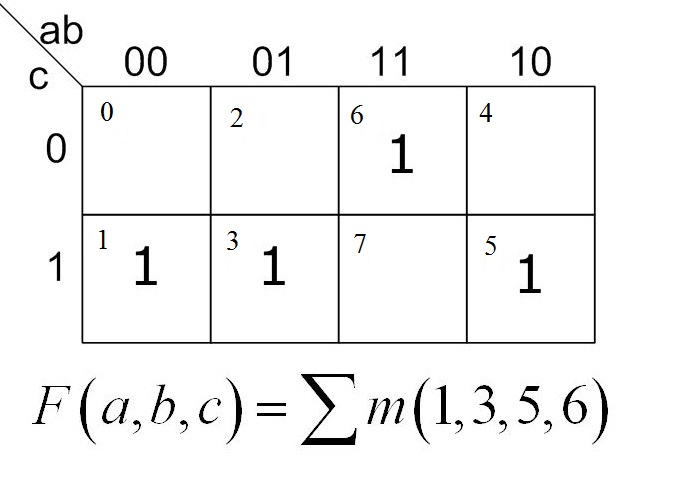 ab
c
00 01 11 10
0 0 2 6 1 4
1 1 1 3 1 7 5 1
F(a,b,c)=∑m(1,3,5,6)